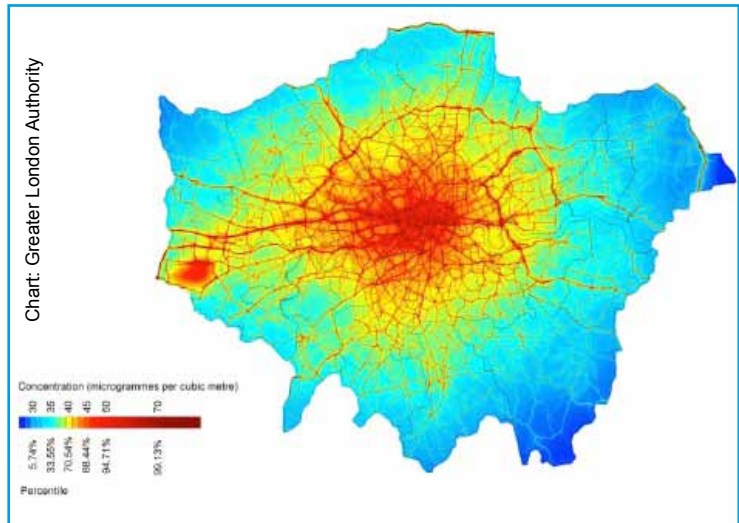 Chart: Greater London Authority
Concentration (microgrammes per cubic metre)
30 35 40 45 50 70
5.74% 33.55% 70.54% 88.44% 94.71% 99.13%
Percentile